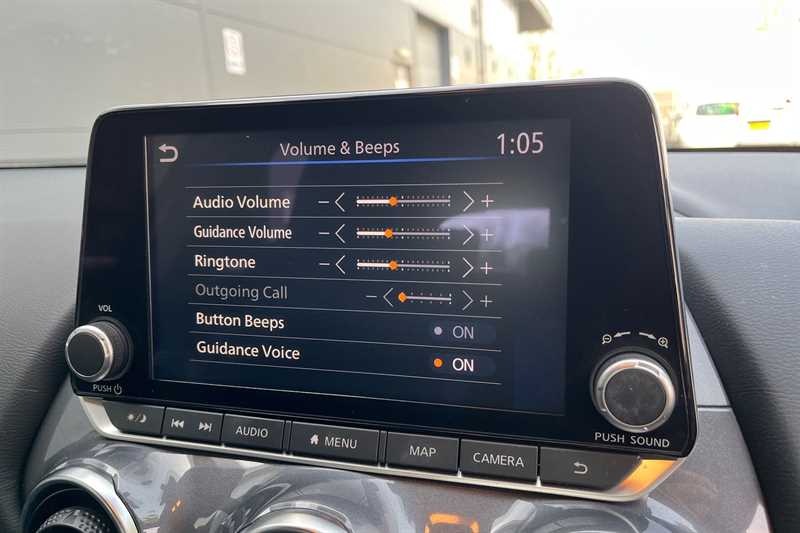 Volume & Beeps 1:05
Audio Volume − +
Guidance Volume − +
Ringtone − +
Outgoing Call − +
Button Beeps ON
Guidance Voice ON
VOL
PUSH
PUSH SOUND
AUDIO MENU MAP CAMERA